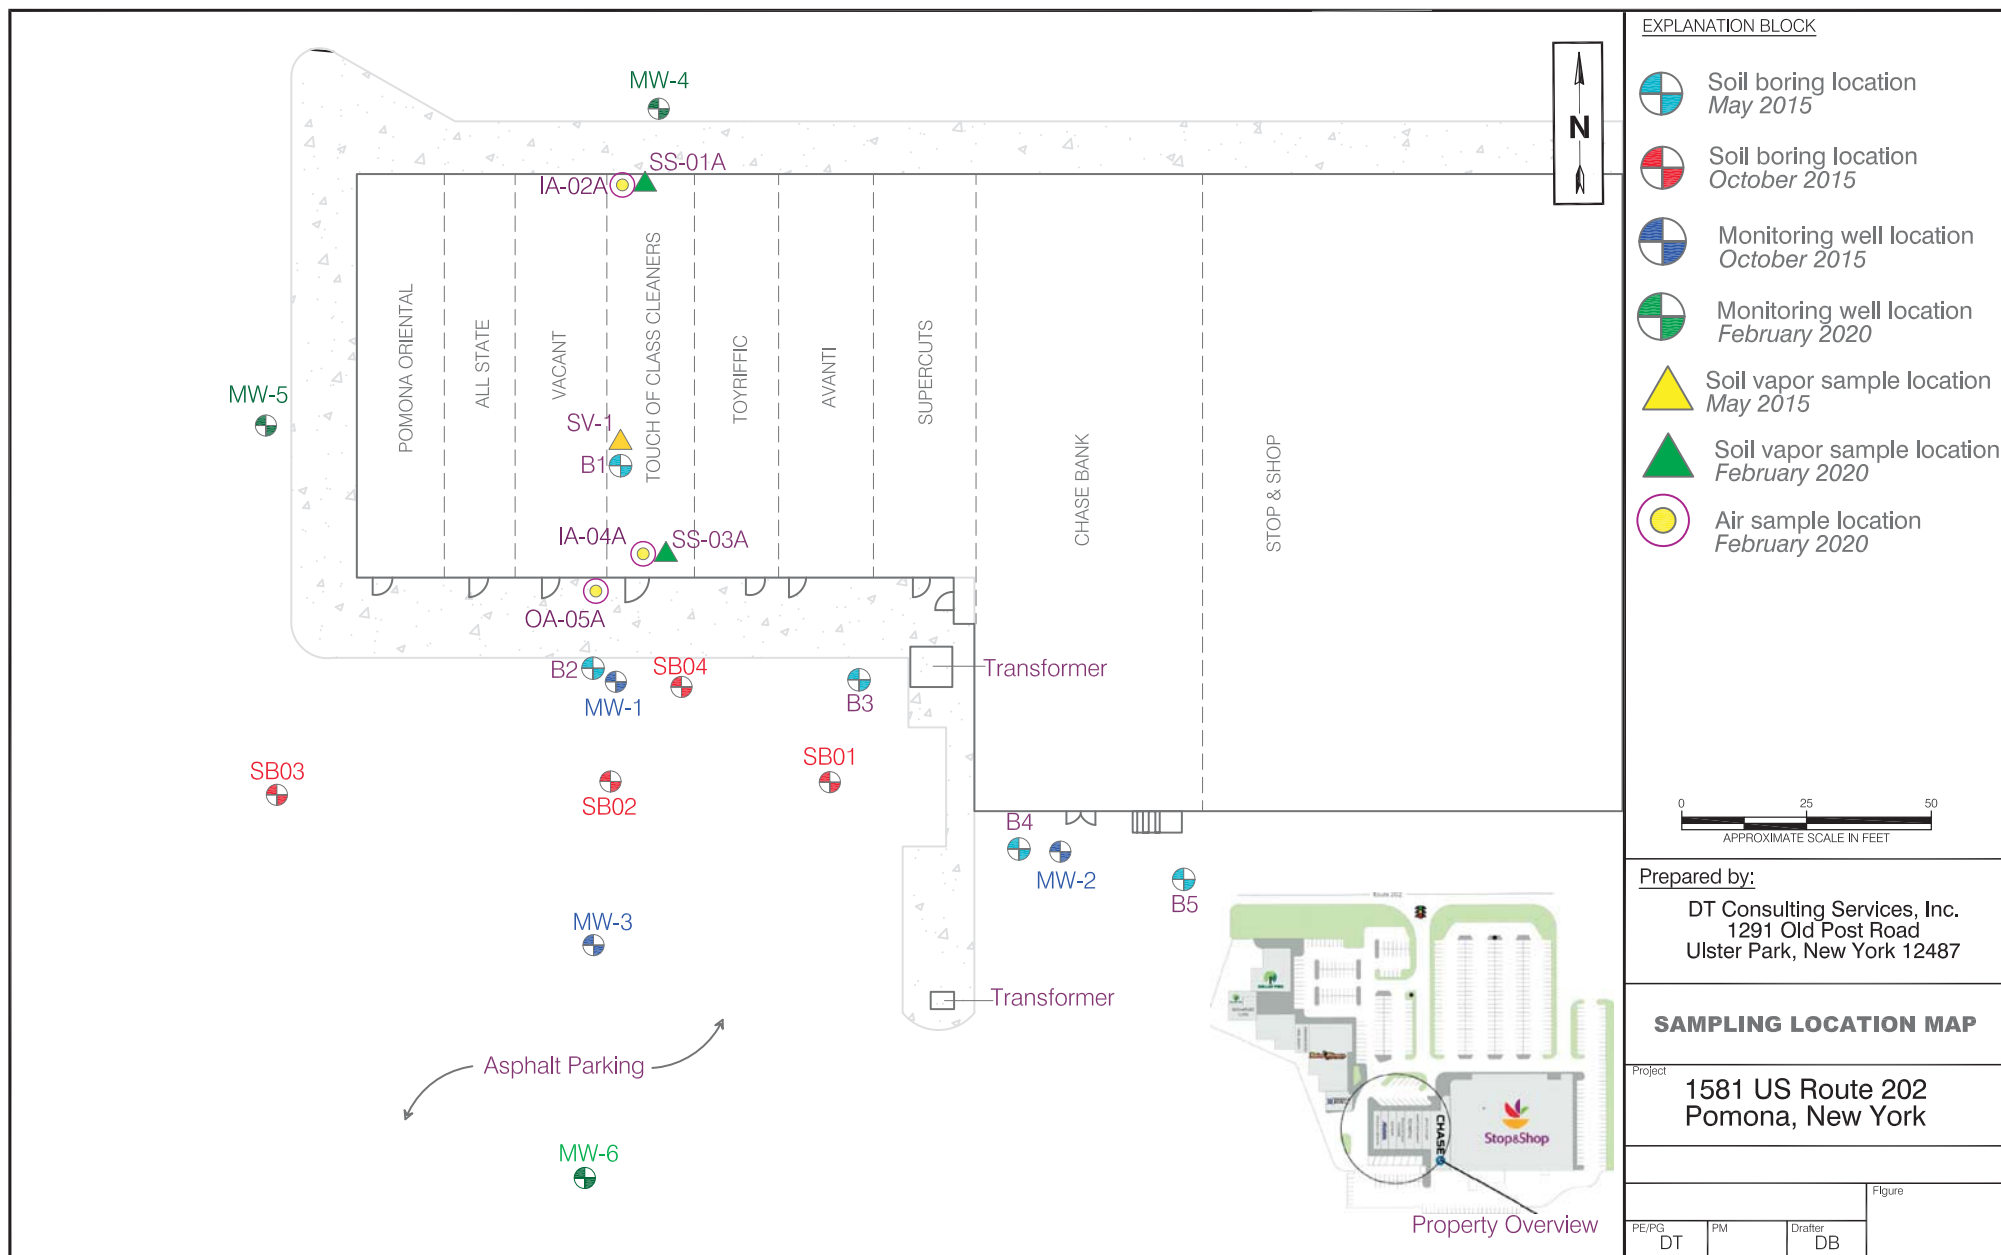 MW-4
SS-01A
IA-02A
MW-5
POMONA ORIENTAL
ALL STATE
VACANT
TOUCH OF CLASS CLEANERS
TOYRIFFIC
AVANTI
SUPERCUTS
CHASE BANK
STOP & SHOP
SV-1
B1
IA-04A
SS-03A
OA-05A
B2
MW-1
SB04
B3
Transformer
SB03
SB02
SB01
B4
MW-2
B5
MW-3
Transformer
Asphalt Parking
MW-6
N
Route 202
CHASE
Stop&Shop
Property Overview
EXPLANATION BLOCK
Soil boring location
May 2015
Soil boring location
October 2015
Monitoring well location
October 2015
Monitoring well location
February 2020
Soil vapor sample location
May 2015
Soil vapor sample location
February 2020
Air sample location
February 2020
0 25 50
APPROXIMATE SCALE IN FEET
Prepared by:
DT Consulting Services, Inc.
1291 Old Post Road
Ulster Park, New York 12487
SAMPLING LOCATION MAP
Project
1581 US Route 202
Pomona, New York
Figure
PE/PG
DT
PM
Drafter
DB